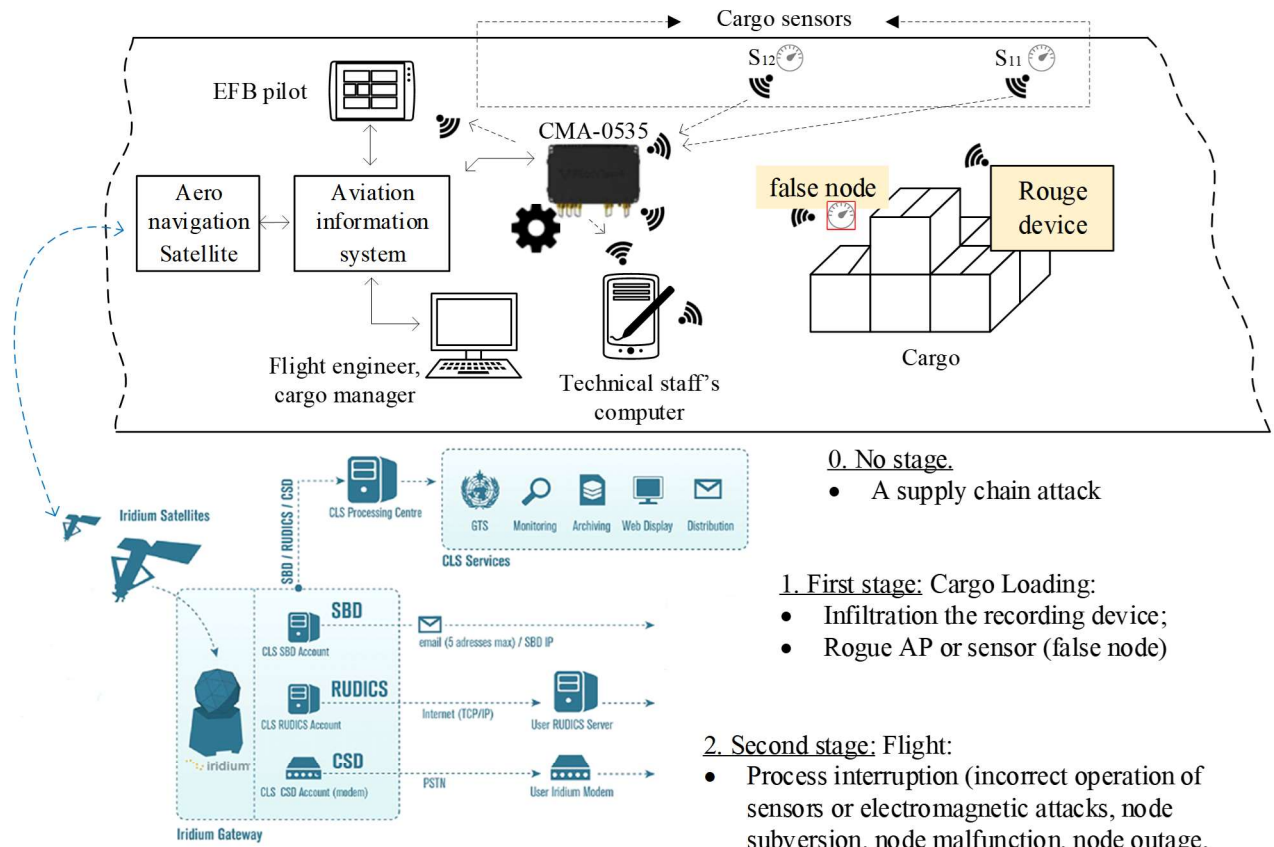 Cargo sensors
S12
S11
EFB pilot
CMA-0535
Aero
navigation
Satellite
Aviation
information
system
false node
Rouge
device
Flight engineer,
cargo manager
Technical staff's
computer
Cargo
Iridium Satellites
SBD / RUDICS / CSD
CLS Processing Centre
GTS
Monitoring
Archiving
Web Display
Distribution
CLS Services
SBD
CLS SBD Account
email (5 adresses max) / SBD IP
RUDICS
CLS RUDICS Account
Internet (TCP/IP)
User RUDICS Server
CSD
CLS CSD Account (modem)
PSTN
User Iridium Modem
iridium
Iridium Gateway
0. No stage.
• A supply chain attack
1. First stage: Cargo Loading:
• Infiltration the recording device;
• Rogue AP or sensor (false node)
2. Second stage: Flight:
• Process interruption (incorrect operation of
sensors or electromagnetic attacks, node
subversion, node malfunction, node outage,